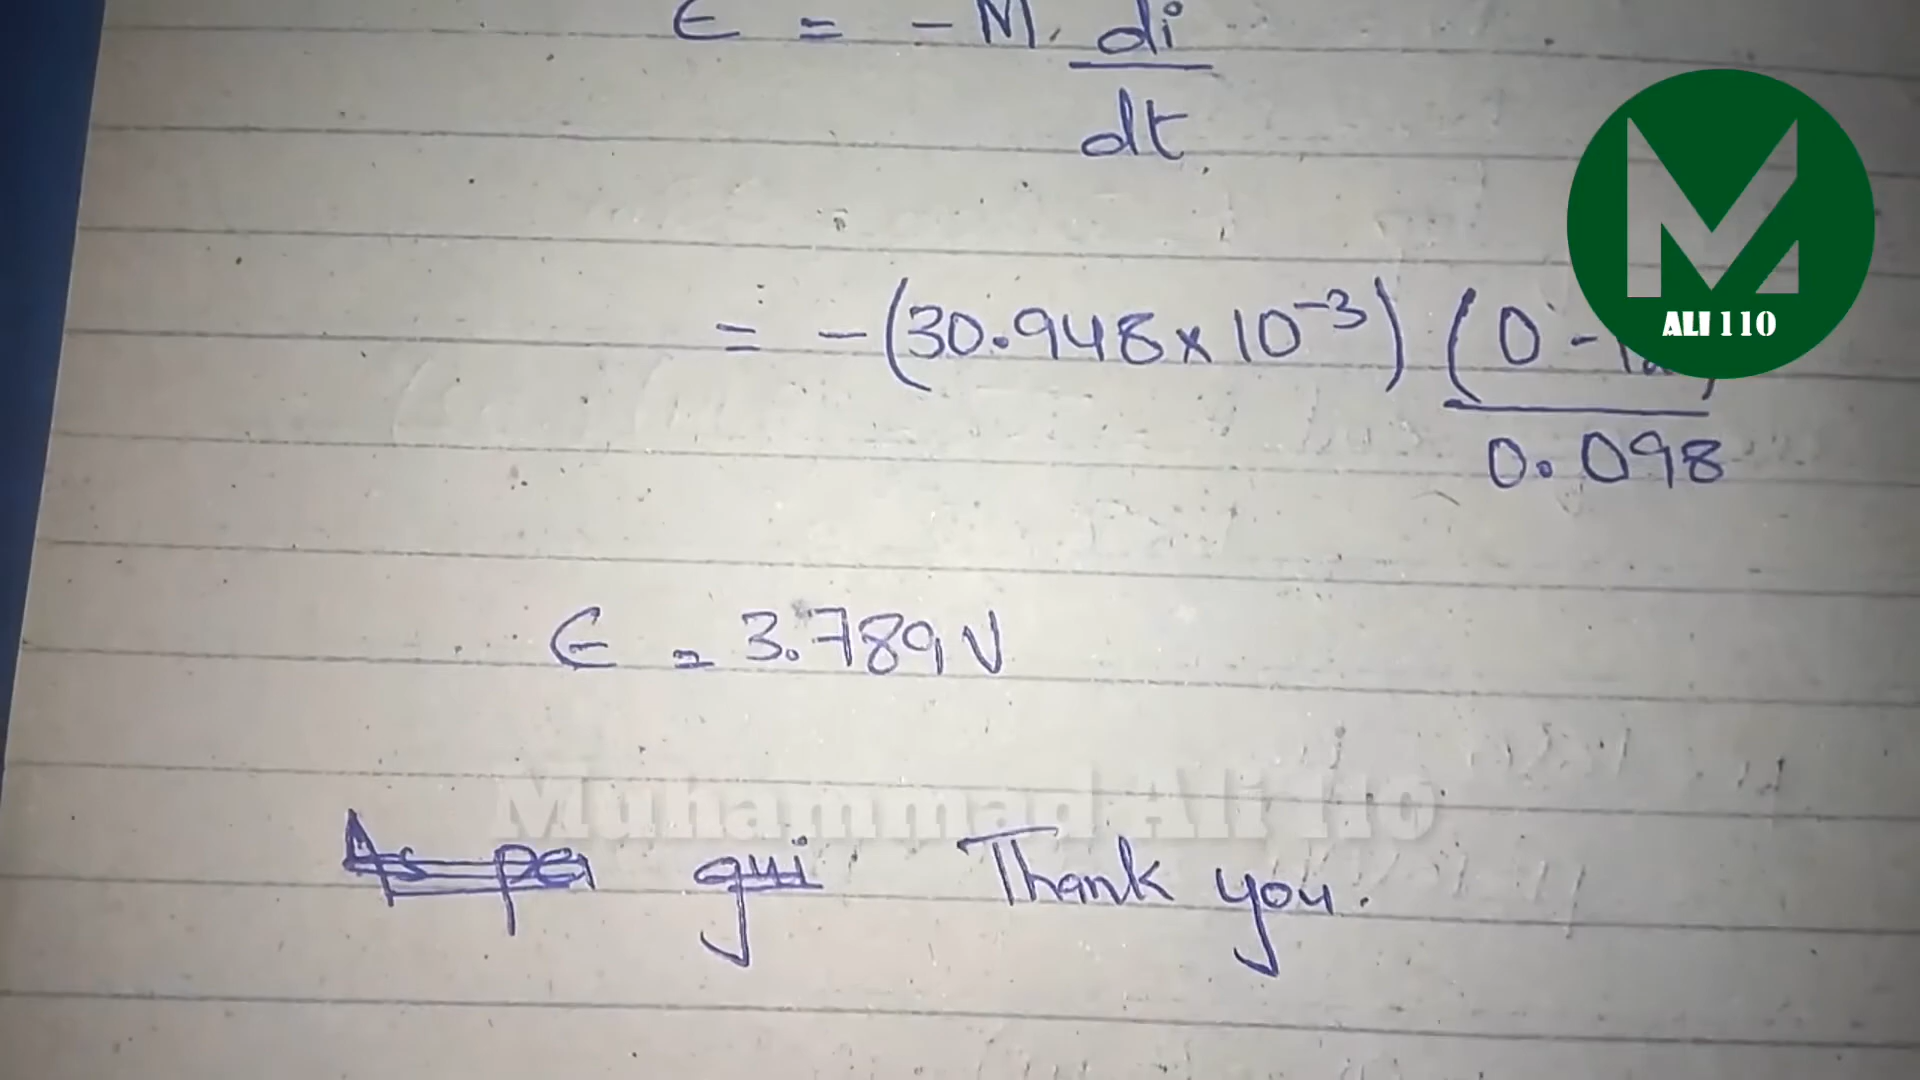 ε = - M. di
dt
= - (30.948 x 10⁻³) (0 -
0.098
ε = 3.789 V
M
ALI 110
Muhammad Ali 110
As per qui Thank you.